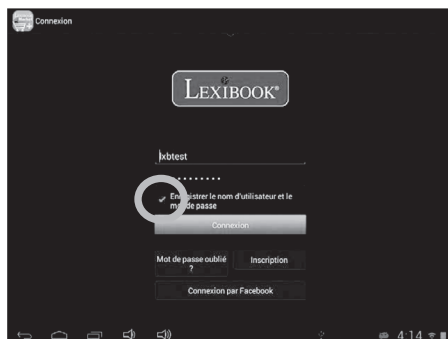 Connexion
LEXIBOOK®
lxbtest
Enregistrer le nom d'utilisateur et le
mot de passe
Connexion
Mot de passe oublié
?
Inscription
Connexion par Facebook
4:14